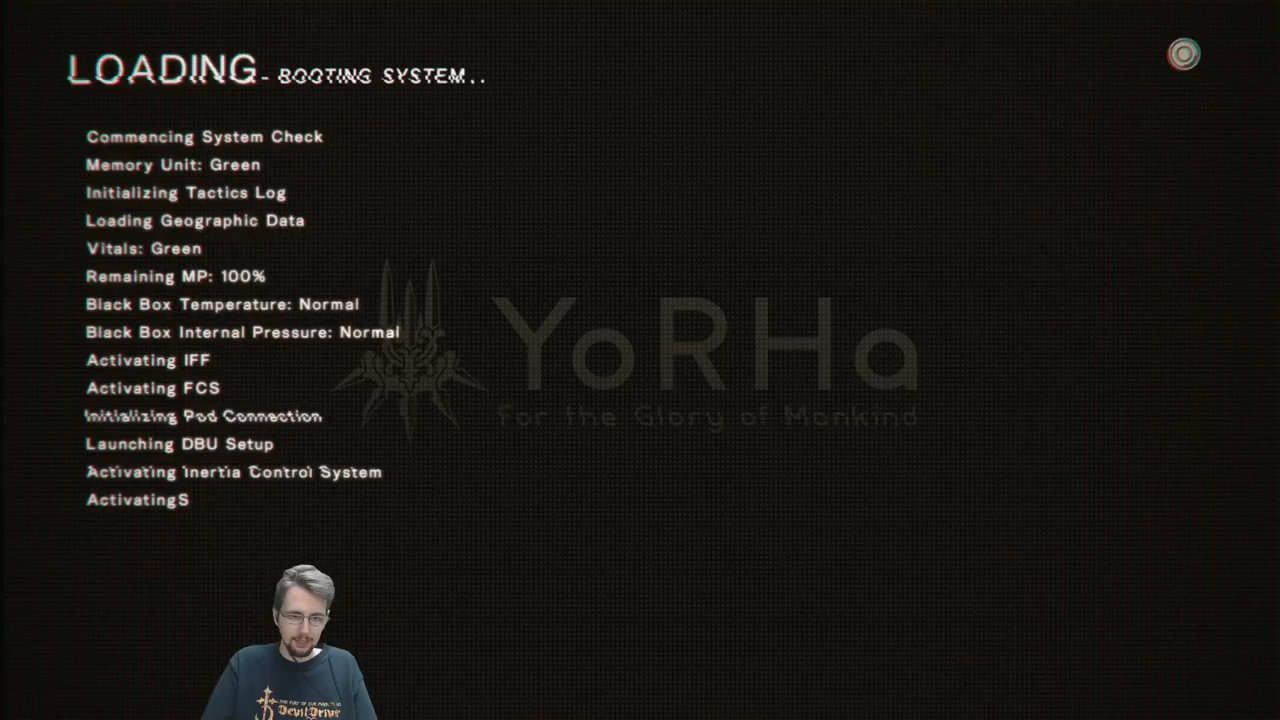 LOADING - BOOTING SYSTEM..
Commencing System Check
Memory Unit: Green
Initializing Tactics Log
Loading Geographic Data
Vitals: Green
Remaining MP: 100%
Black Box Temperature: Normal
Black Box Internal Pressure: Normal
Activating IFF
Activating FCS
Initializing Pod Connection
Launching DBU Setup
Activating Inertia Control System
ActivatingS
YoRHa
For the Glory of Mankind
DevilDriver